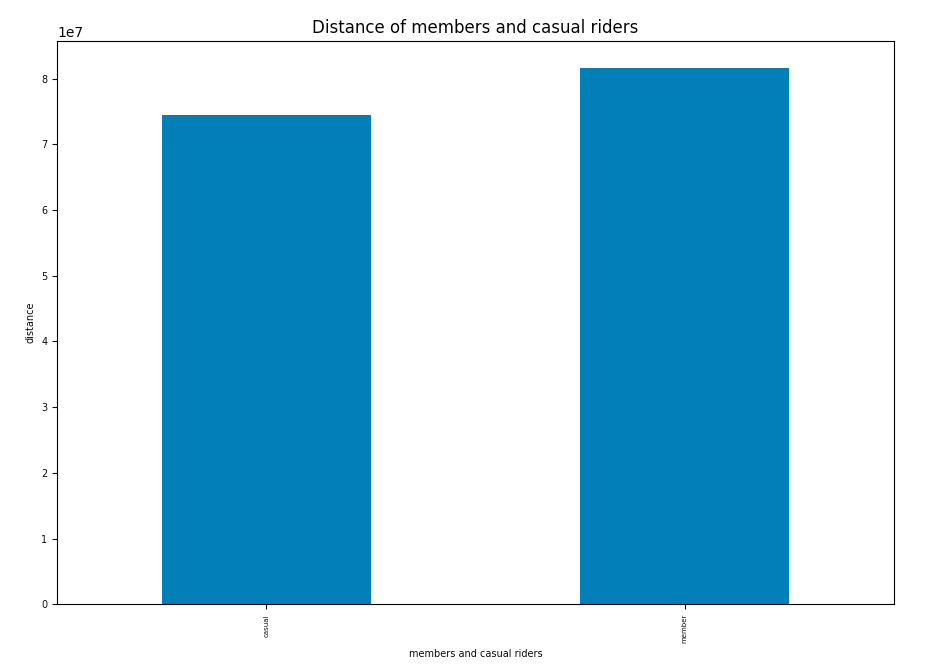 Distance of members and casual riders
1e7
8
7
6
5
4
3
2
1
0
distance
casual
member
members and casual riders